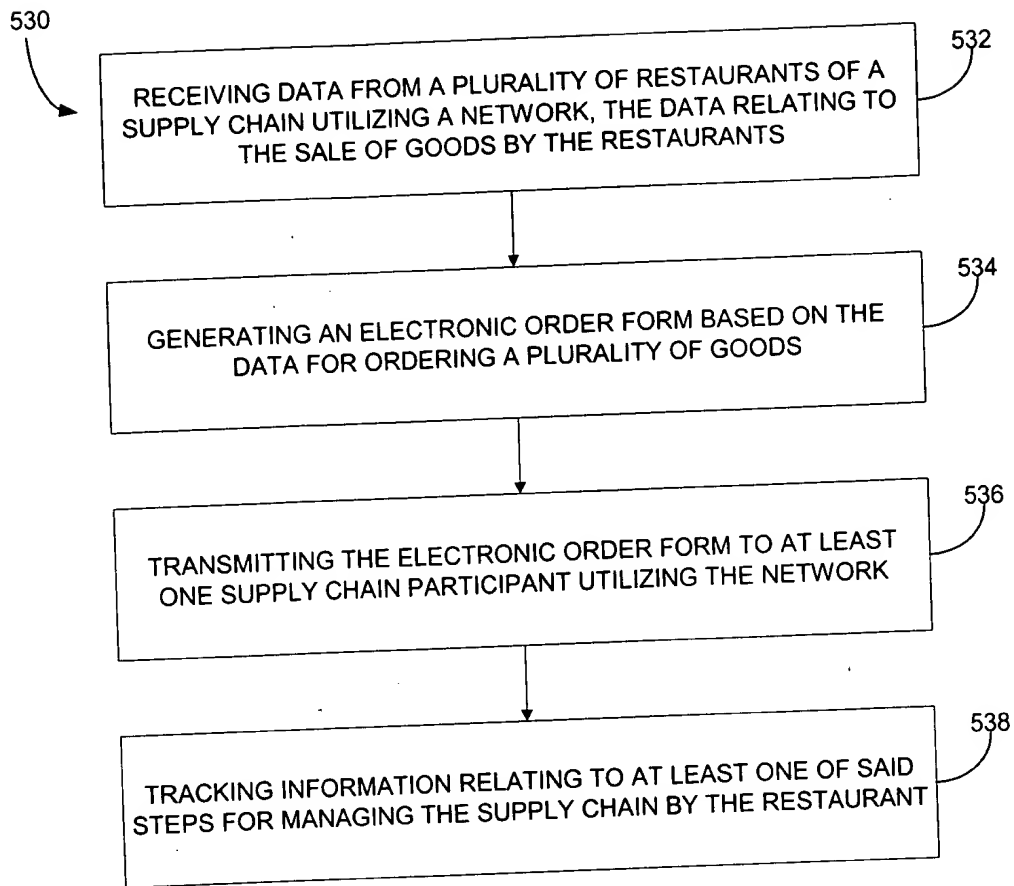 530
532
RECEIVING DATA FROM A PLURALITY OF RESTAURANTS OF A
SUPPLY CHAIN UTILIZING A NETWORK, THE DATA RELATING TO
THE SALE OF GOODS BY THE RESTAURANTS
534
GENERATING AN ELECTRONIC ORDER FORM BASED ON THE
DATA FOR ORDERING A PLURALITY OF GOODS
536
TRANSMITTING THE ELECTRONIC ORDER FORM TO AT LEAST
ONE SUPPLY CHAIN PARTICIPANT UTILIZING THE NETWORK
538
TRACKING INFORMATION RELATING TO AT LEAST ONE OF SAID
STEPS FOR MANAGING THE SUPPLY CHAIN BY THE RESTAURANT